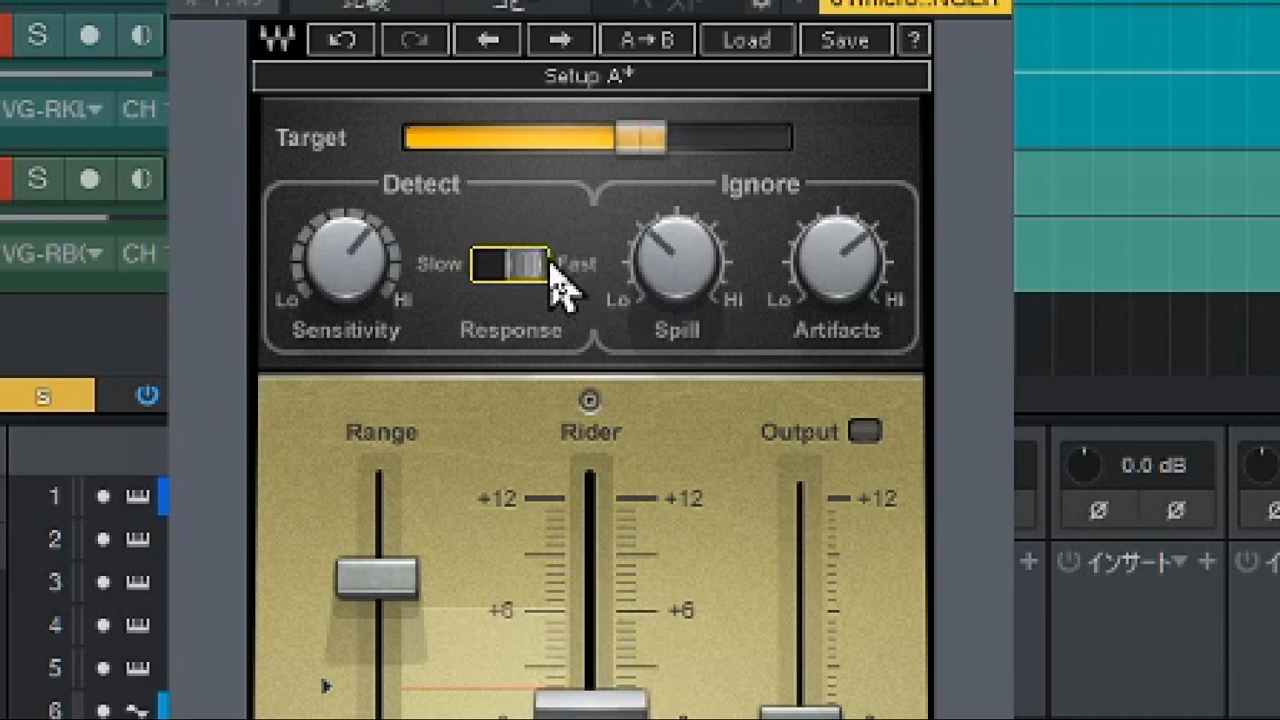 S
VG-RKL
CH
S
VG-RB(
CH
S
1
2
3
4
5
6
A→B
Load
Save
?
Setup A*
Target
Detect
Ignore
Slow
Fast
Lo
Hi
Lo
Hi
Lo
Hi
Sensitivity
Response
Spill
Artifacts
Range
Rider
Output
+12
+12
+12
+6
+6
0.0 dB
Ø
Ø
インサート